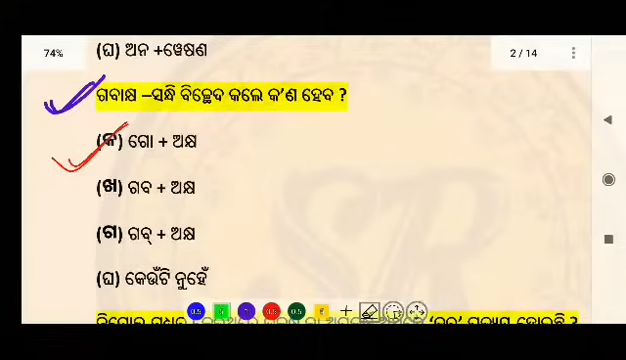 74%
2 / 14
(ଘ) ଅନ +ୱେଷଣ
ଗବାକ୍ଷ –ସନ୍ଧି ବିଚ୍ଛେଦ କଲେ କ'ଣ ହେବ ?
(କ) ଗୋ + ଅକ୍ଷ
(ଖ) ଗବ + ଅକ୍ଷ
(ଗ) ଗବ୍ + ଅକ୍ଷ
(ଘ) କେଉଁଟି ନୁହେଁ